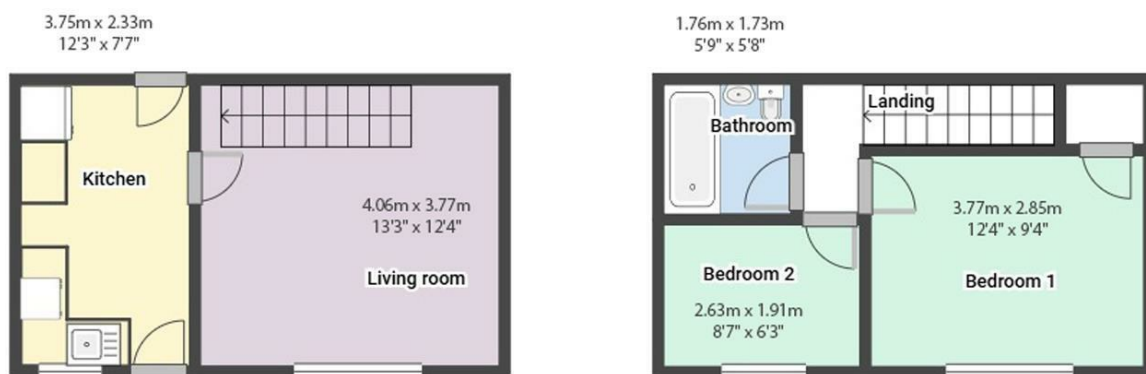 3.75m x 2.33m
12'3" x 7'7"
Kitchen
4.06m x 3.77m
13'3" x 12'4"
Living room
1.76m x 1.73m
5'9" x 5'8"
Bathroom
Landing
3.77m x 2.85m
12'4" x 9'4"
Bedroom 1
Bedroom 2
2.63m x 1.91m
8'7" x 6'3"